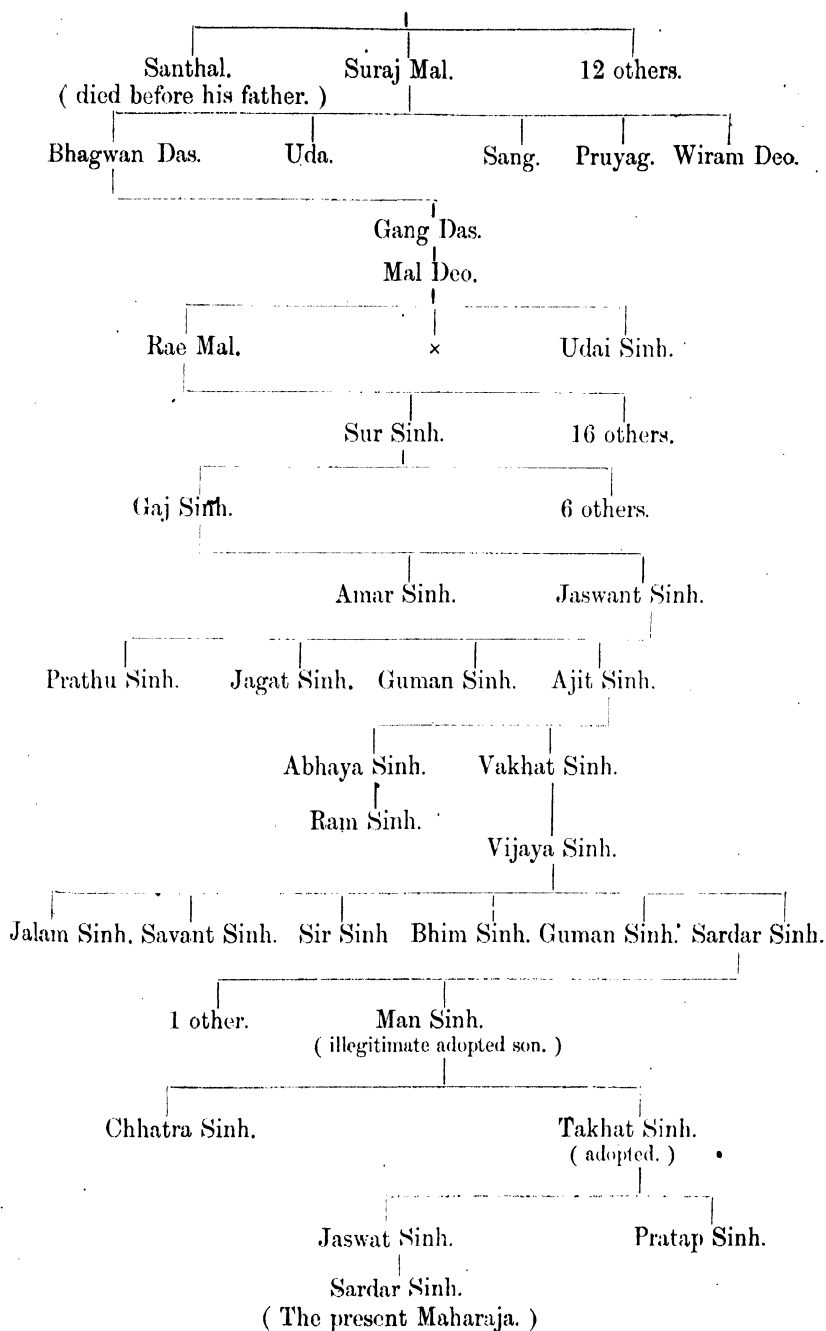 Santhal. Suraj Mal. 12 others.
( died before his father. )
Bhagwan Das. Uda. Sang. Pruyag. Wiram Deo.
Gang Das.
Mal Deo.
Rae Mal. × Udai Sinh.
Sur Sinh. 16 others.
Gaj Sinh. 6 others.
Amar Sinh. Jaswant Sinh.
Prathu Sinh. Jagat Sinh. Guman Sinh. Ajit Sinh.
Abhaya Sinh. Vakhat Sinh.
Ram Sinh.
Vijaya Sinh.
Jalam Sinh. Savant Sinh. Sir Sinh Bhim Sinh. Guman Sinh. Sardar Sinh.
1 other. Man Sinh.
( illegitimate adopted son. )
Chhatra Sinh. Takhat Sinh.
( adopted. )
Jaswat Sinh. Pratap Sinh.
Sardar Sinh.
( The present Maharaja. )